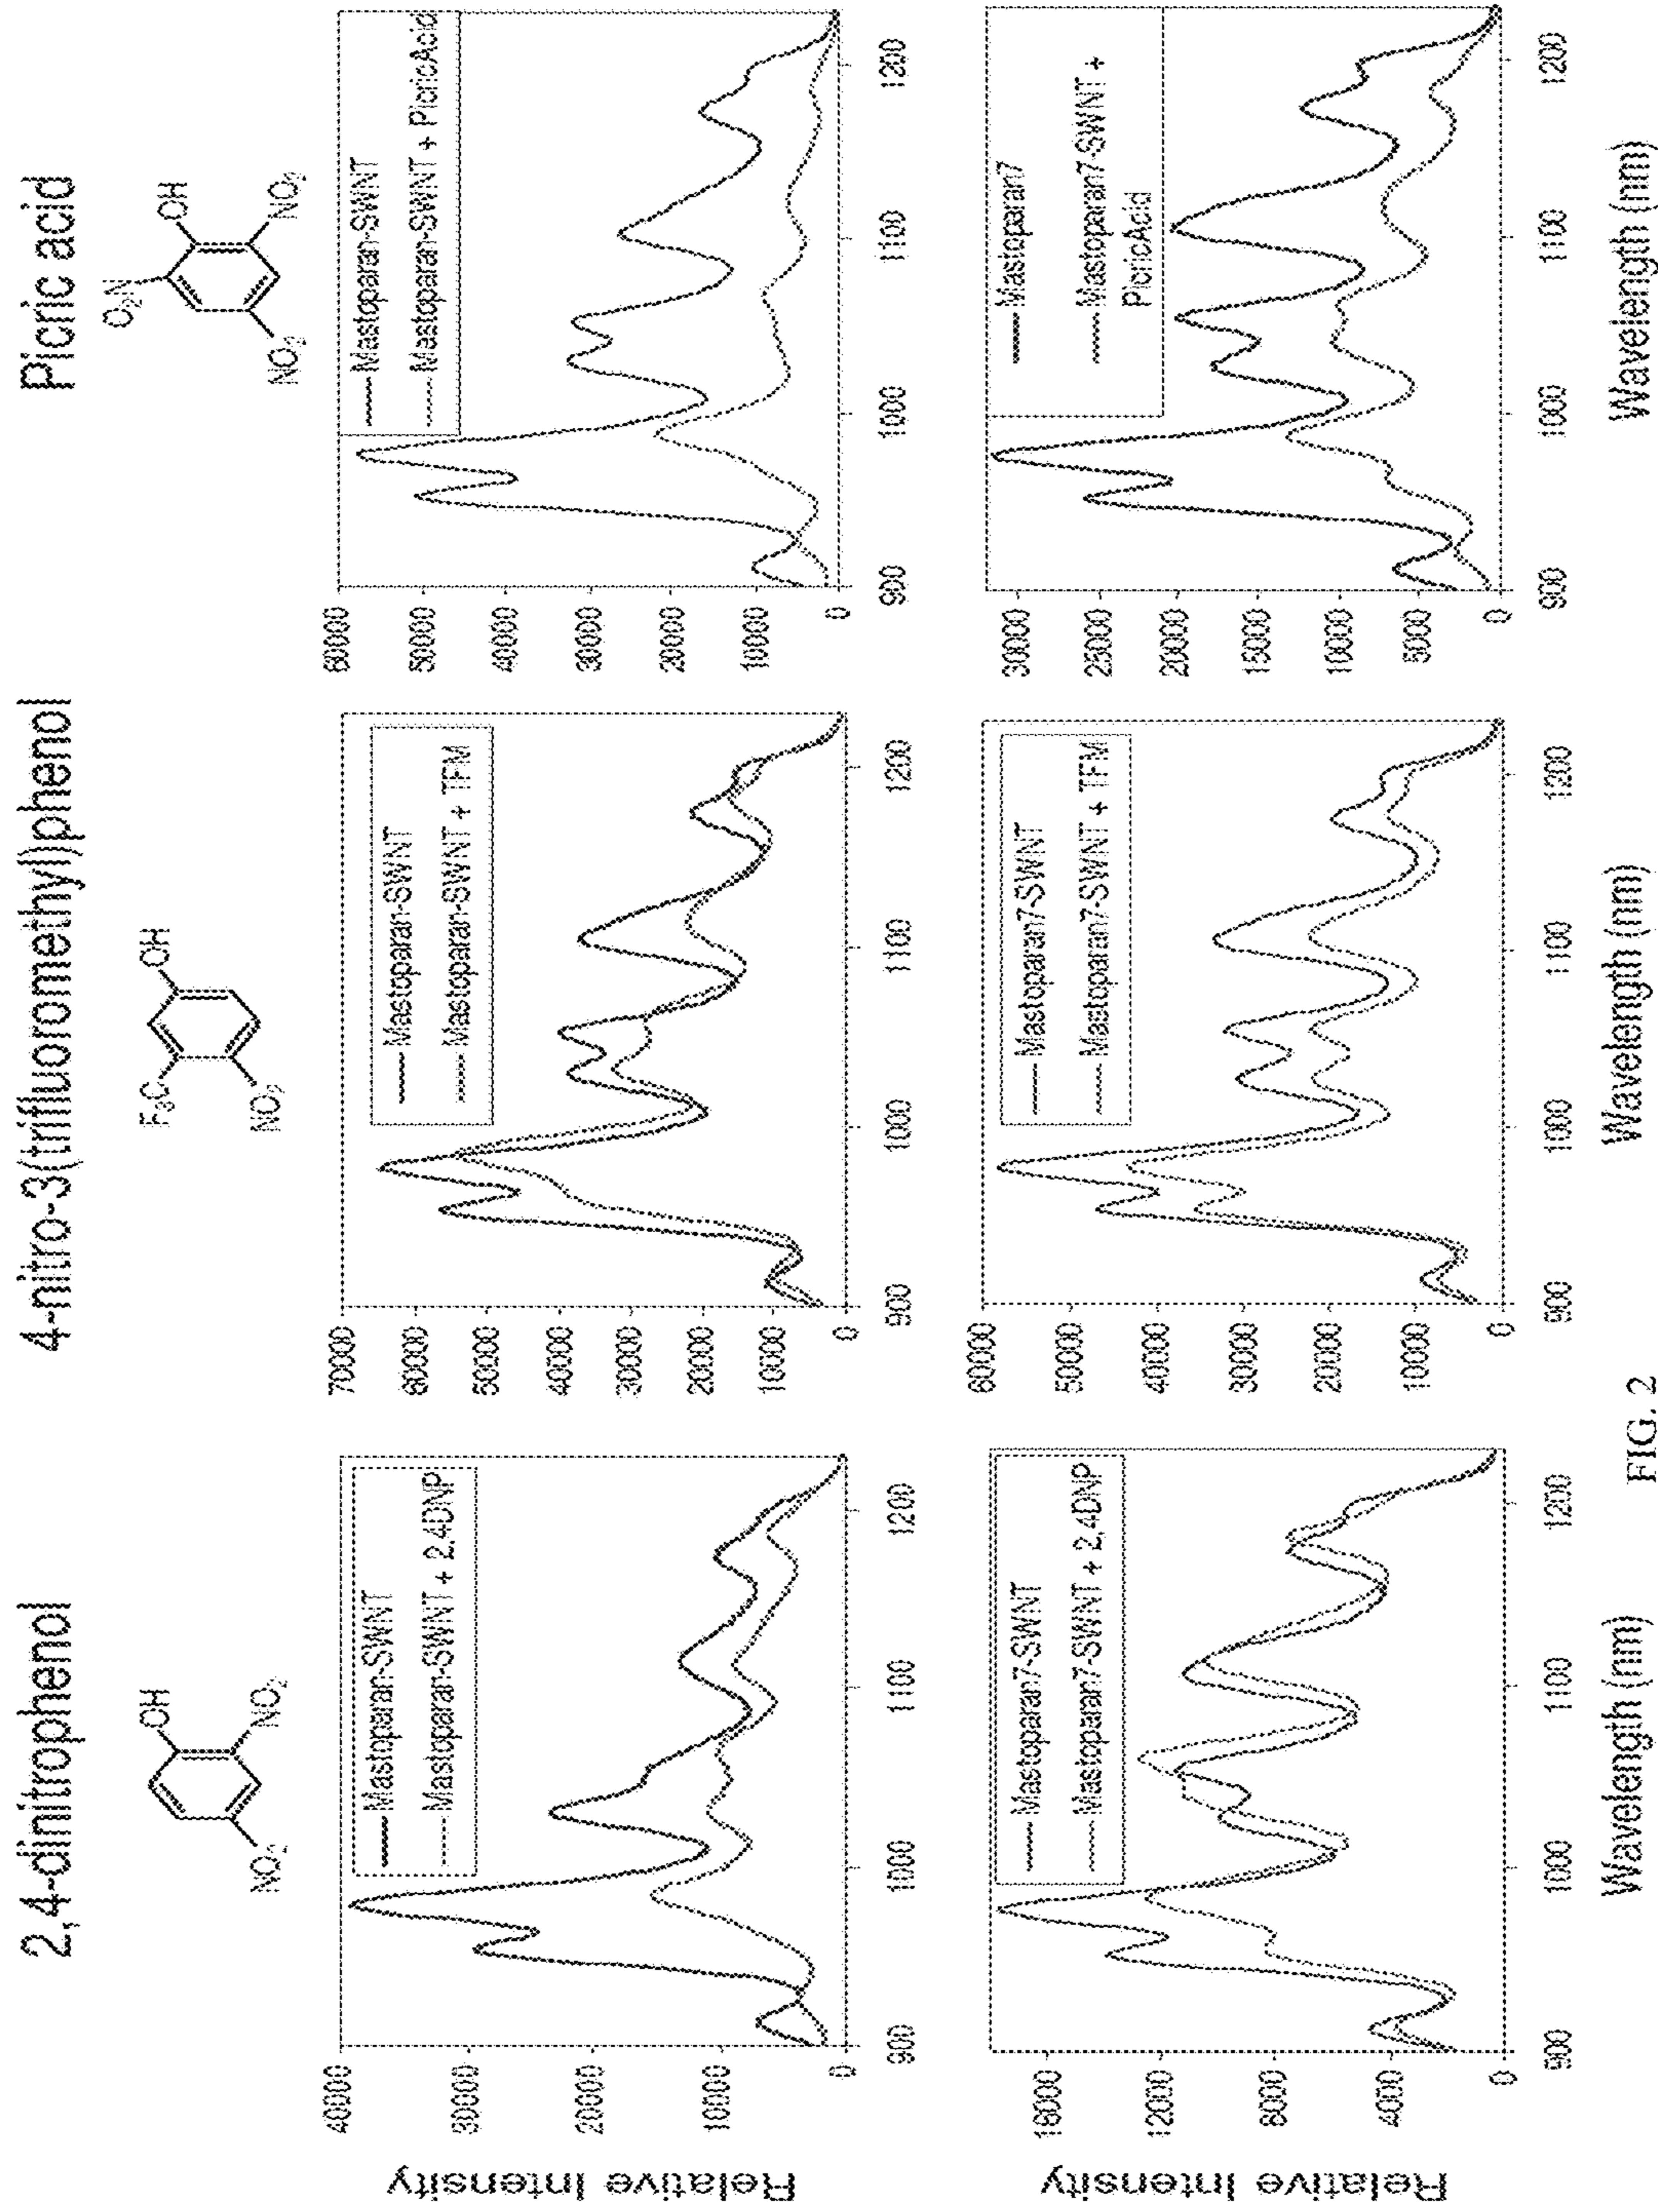 2,4-dinitrophenol
4-nitro-3(trifluoromethyl)phenol
Picric acid
OH
NO2
NO2
F3C
OH
NO2
O2N
OH
NO2
NO2
Relative Intensity
40000
30000
20000
10000
0
900
1000
1100
1200
Mastoparan-SWNT
Mastoparan-SWNT + 2,4DNP
70000
60000
50000
40000
30000
20000
10000
0
900
1000
1100
1200
Mastoparan-SWNT
Mastoparan-SWNT + TFM
60000
50000
40000
30000
20000
10000
0
900
1000
1100
1200
Mastoparan-SWNT
Mastoparan-SWNT + PicricAcid
Relative Intensity
16000
12000
8000
4000
0
900
1000
1100
1200
Mastoparan7-SWNT
Mastoparan7-SWNT + 2,4DNP
Wavelength (nm)
60000
50000
40000
30000
20000
10000
0
900
1000
1100
1200
Mastoparan7-SWNT
Mastoparan7-SWNT + TFM
Wavelength (nm)
30000
25000
20000
15000
10000
5000
0
900
1000
1100
1200
Mastoparan7
Mastoparan7-SWNT +
PicricAcid
Wavelength (nm)
FIG. 2